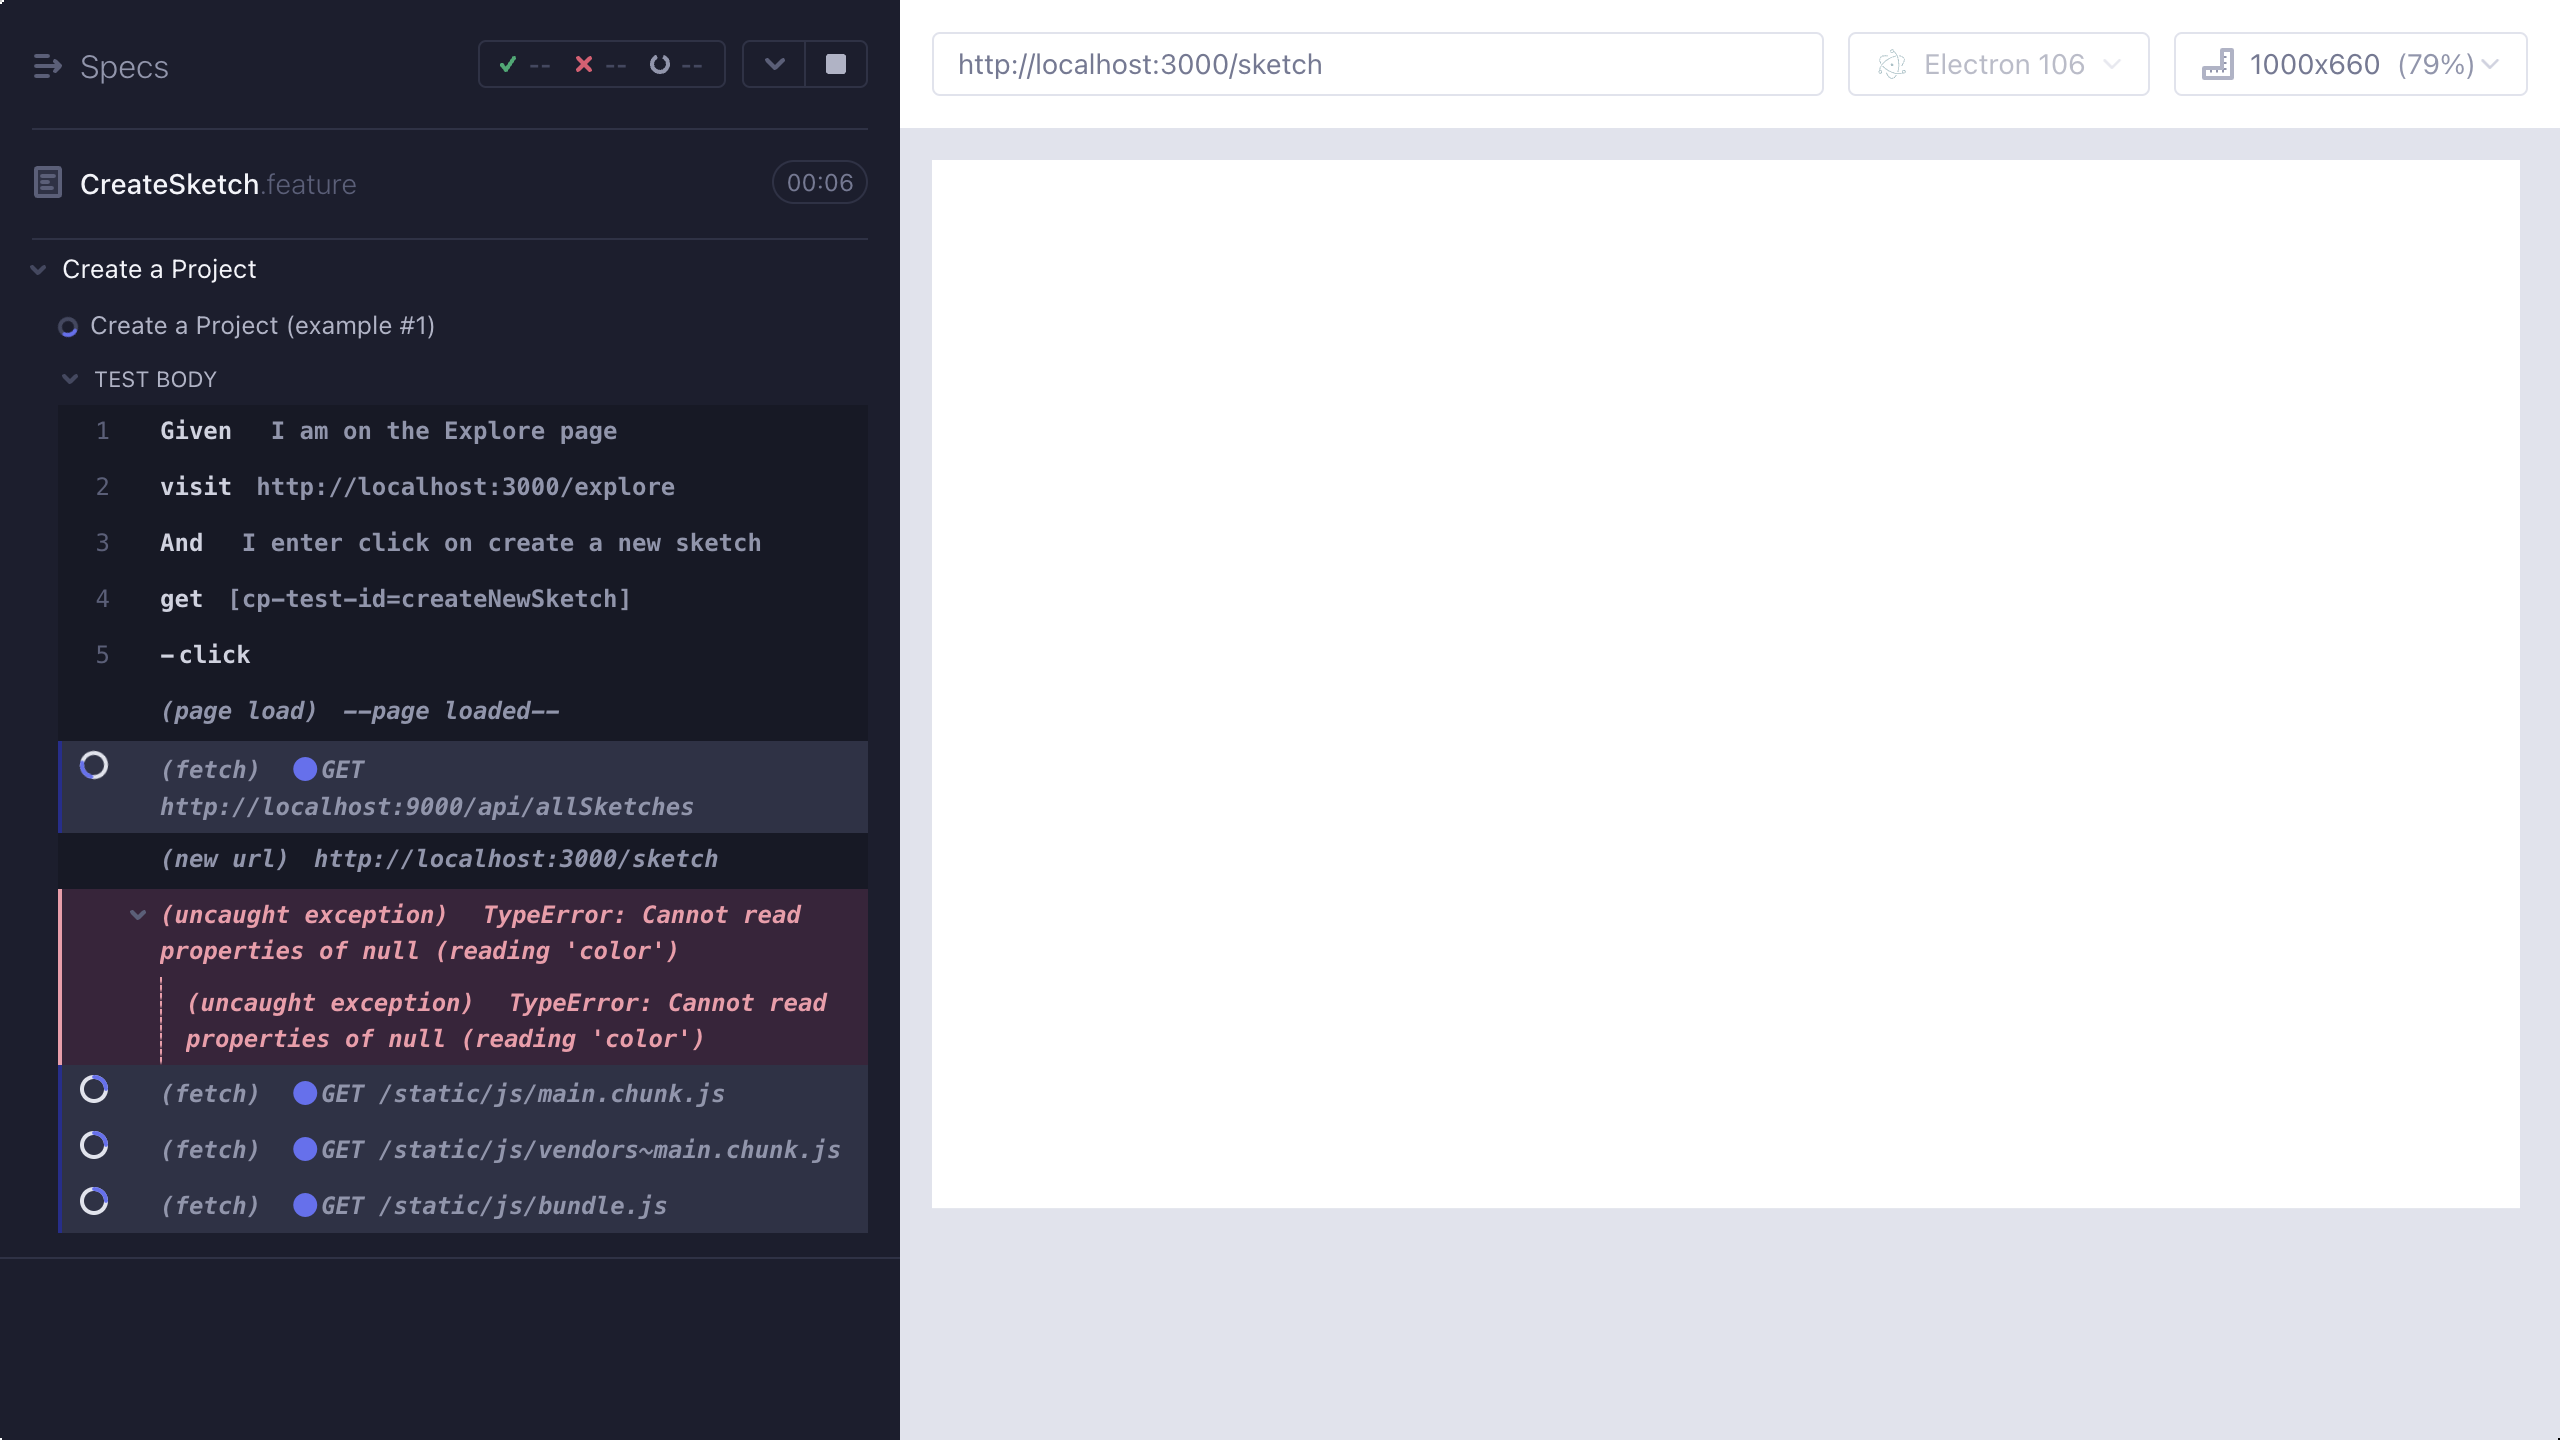 Specs
-- -- --
CreateSketch.feature 00:06
Create a Project
Create a Project (example #1)
TEST BODY
1 Given I am on the Explore page
2 visit http://localhost:3000/explore
3 And I enter click on create a new sketch
4 get [cp-test-id=createNewSketch]
5 -click
(page load) --page loaded--
(fetch) GET
http://localhost:9000/api/allSketches
(new url) http://localhost:3000/sketch
(uncaught exception) TypeError: Cannot read
properties of null (reading 'color')
(uncaught exception) TypeError: Cannot read
properties of null (reading 'color')
(fetch) GET /static/js/main.chunk.js
(fetch) GET /static/js/vendors~main.chunk.js
(fetch) GET /static/js/bundle.js
http://localhost:3000/sketch
Electron 106
1000x660 (79%)